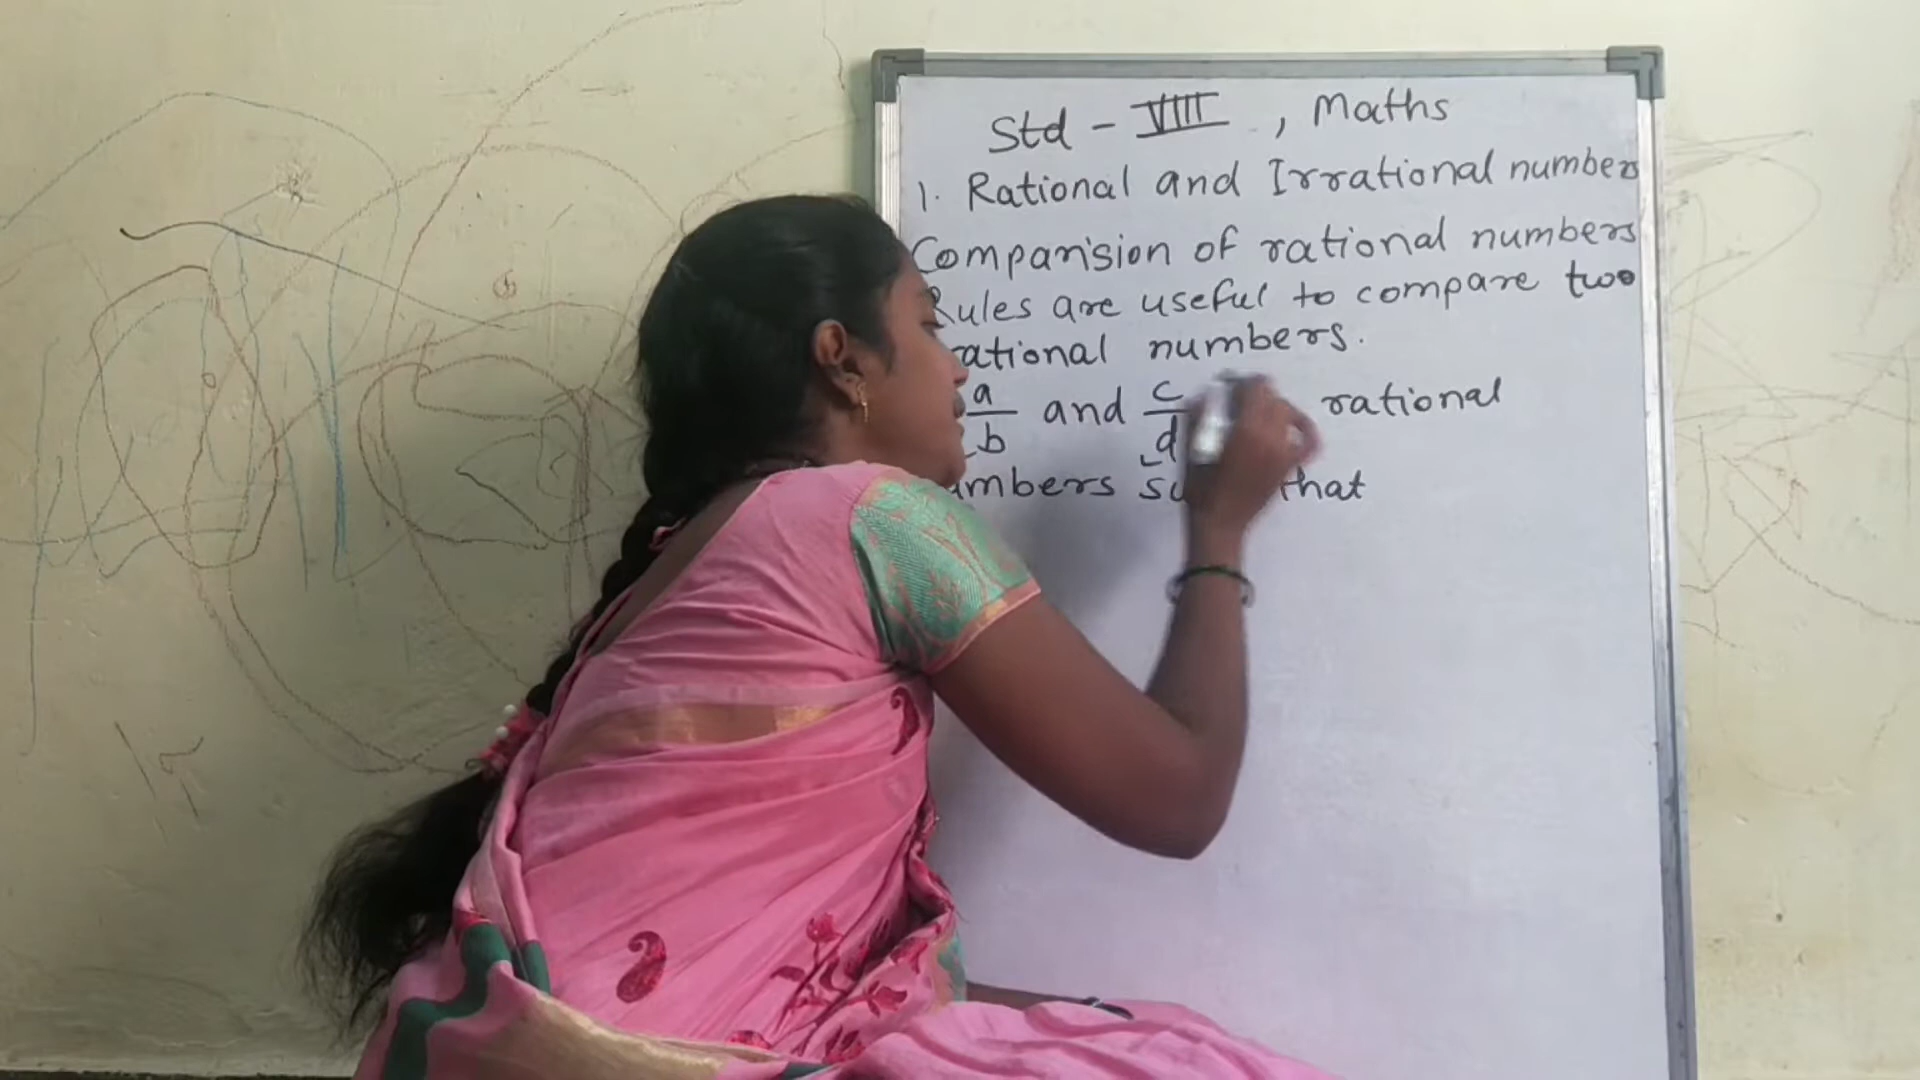 Std - VIII , Maths
1. Rational and Irrational numbers
Comparision of rational numbers
Rules are useful to compare two
rational numbers.
a/b and c/d rational
that